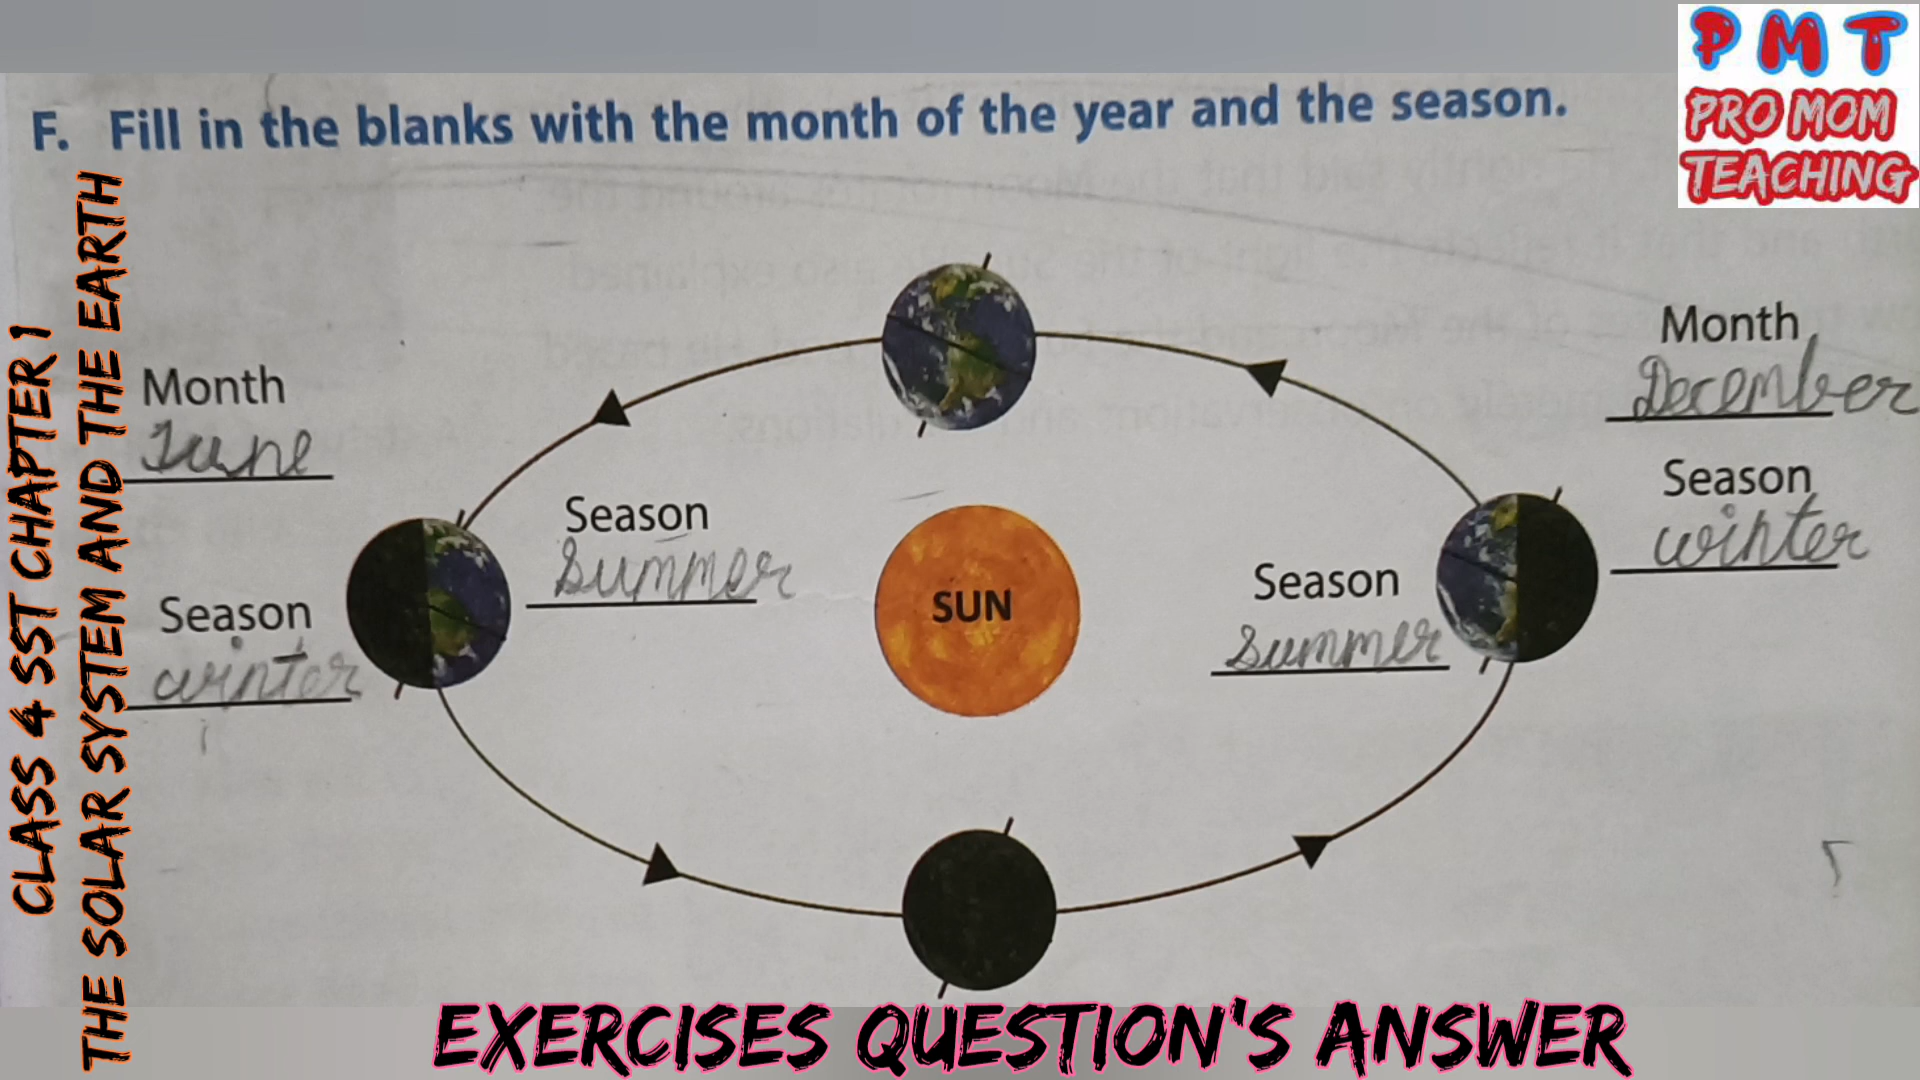 P M T
PRO MOM
TEACHING
F. Fill in the blanks with the month of the year and the season.
CLASS 4 SST CHAPTER 1
THE SOLAR SYSTEM AND THE EARTH
Month
June
Season
winter
Season
Summer
SUN
Season
Summer
Month
December
Season
winter
EXERCISES QUESTION'S ANSWER